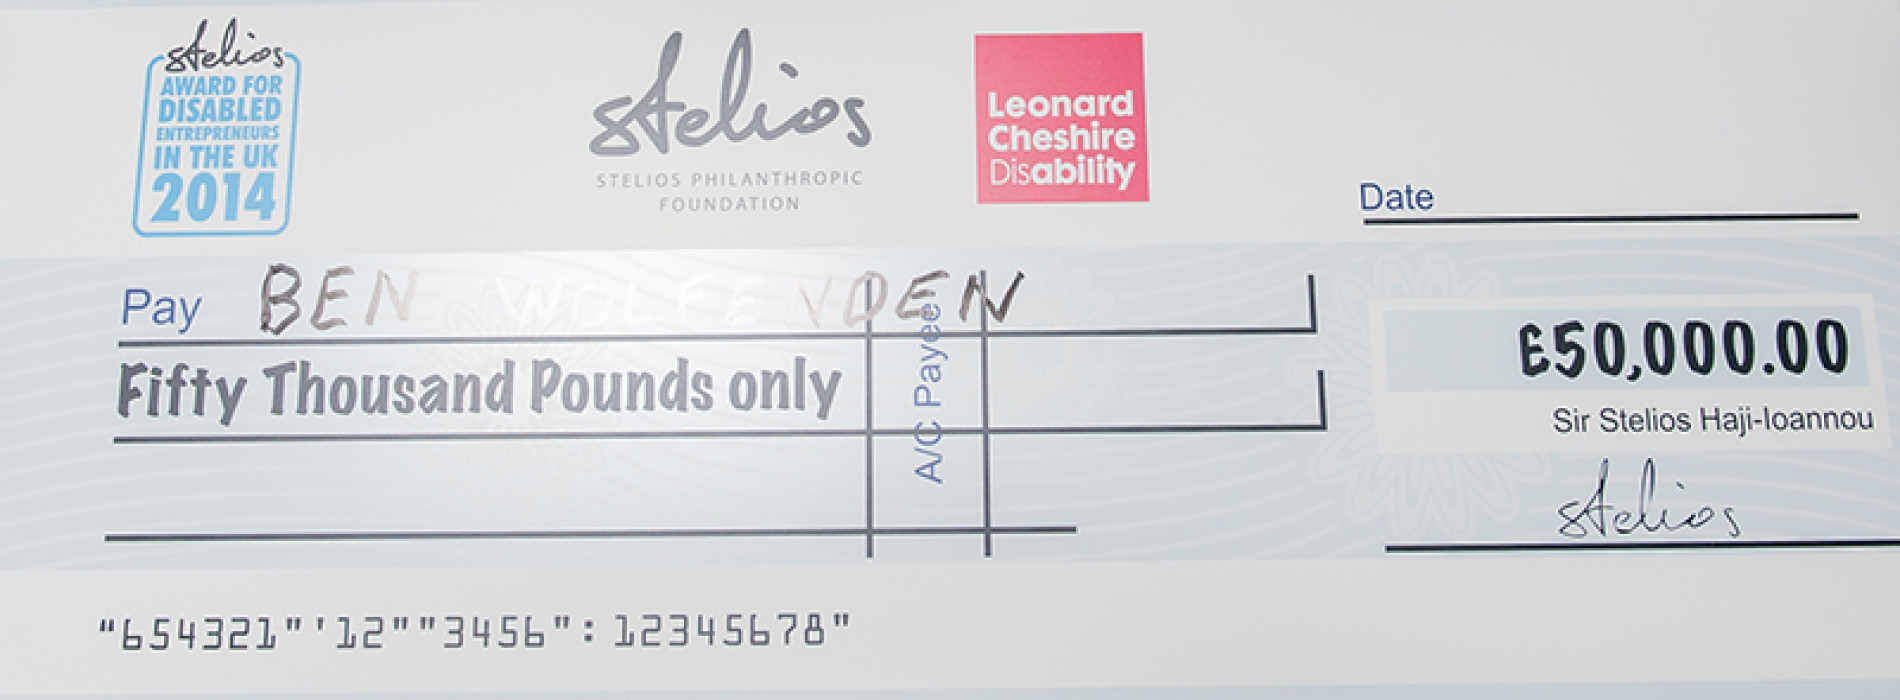 stelios
AWARD FOR
DISABLED
ENTREPRENEURS
IN THE UK
2014
stelios
STELIOS PHILANTHROPIC
FOUNDATION
Leonard
Cheshire
Disability
Date
Pay BEN WOLFENDEN
Fifty Thousand Pounds only
A/C Payee
£50,000.00
Sir Stelios Haji-Ioannou
stelios
"654321"'12""3456":12345678"